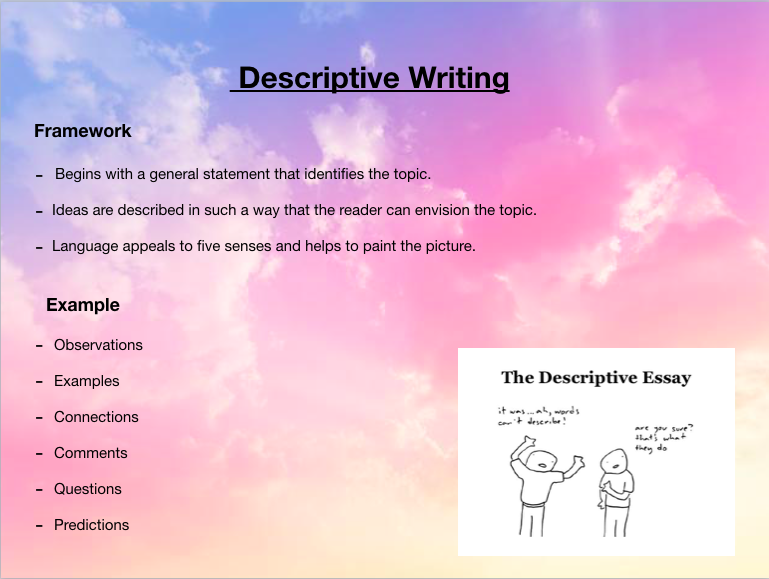 Descriptive Writing
Framework
- Begins with a general statement that identifies the topic.
- Ideas are described in such a way that the reader can envision the topic.
- Language appeals to five senses and helps to paint the picture.
Example
- Observations
- Examples
- Connections
- Comments
- Questions
- Predictions
The Descriptive Essay
it was...ah, words
can't describe!
are you sure?
that's what
they do